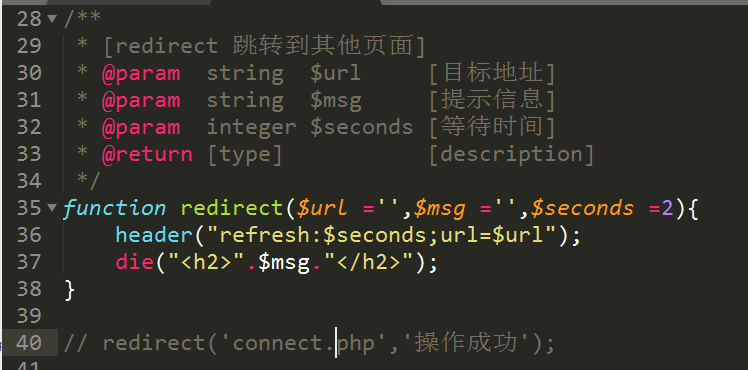 28 /**
29 * [redirect 跳转到其他页面]
30 * @param string $url [目标地址]
31 * @param string $msg [提示信息]
32 * @param integer $seconds [等待时间]
33 * @return [type] [description]
34 */
35 function redirect($url ='',$msg ='',$seconds =2){
36 header("refresh:$seconds;url=$url");
37 die("<h2>".$msg."</h2>");
38 }
39
40 // redirect('connect.php','操作成功');
41